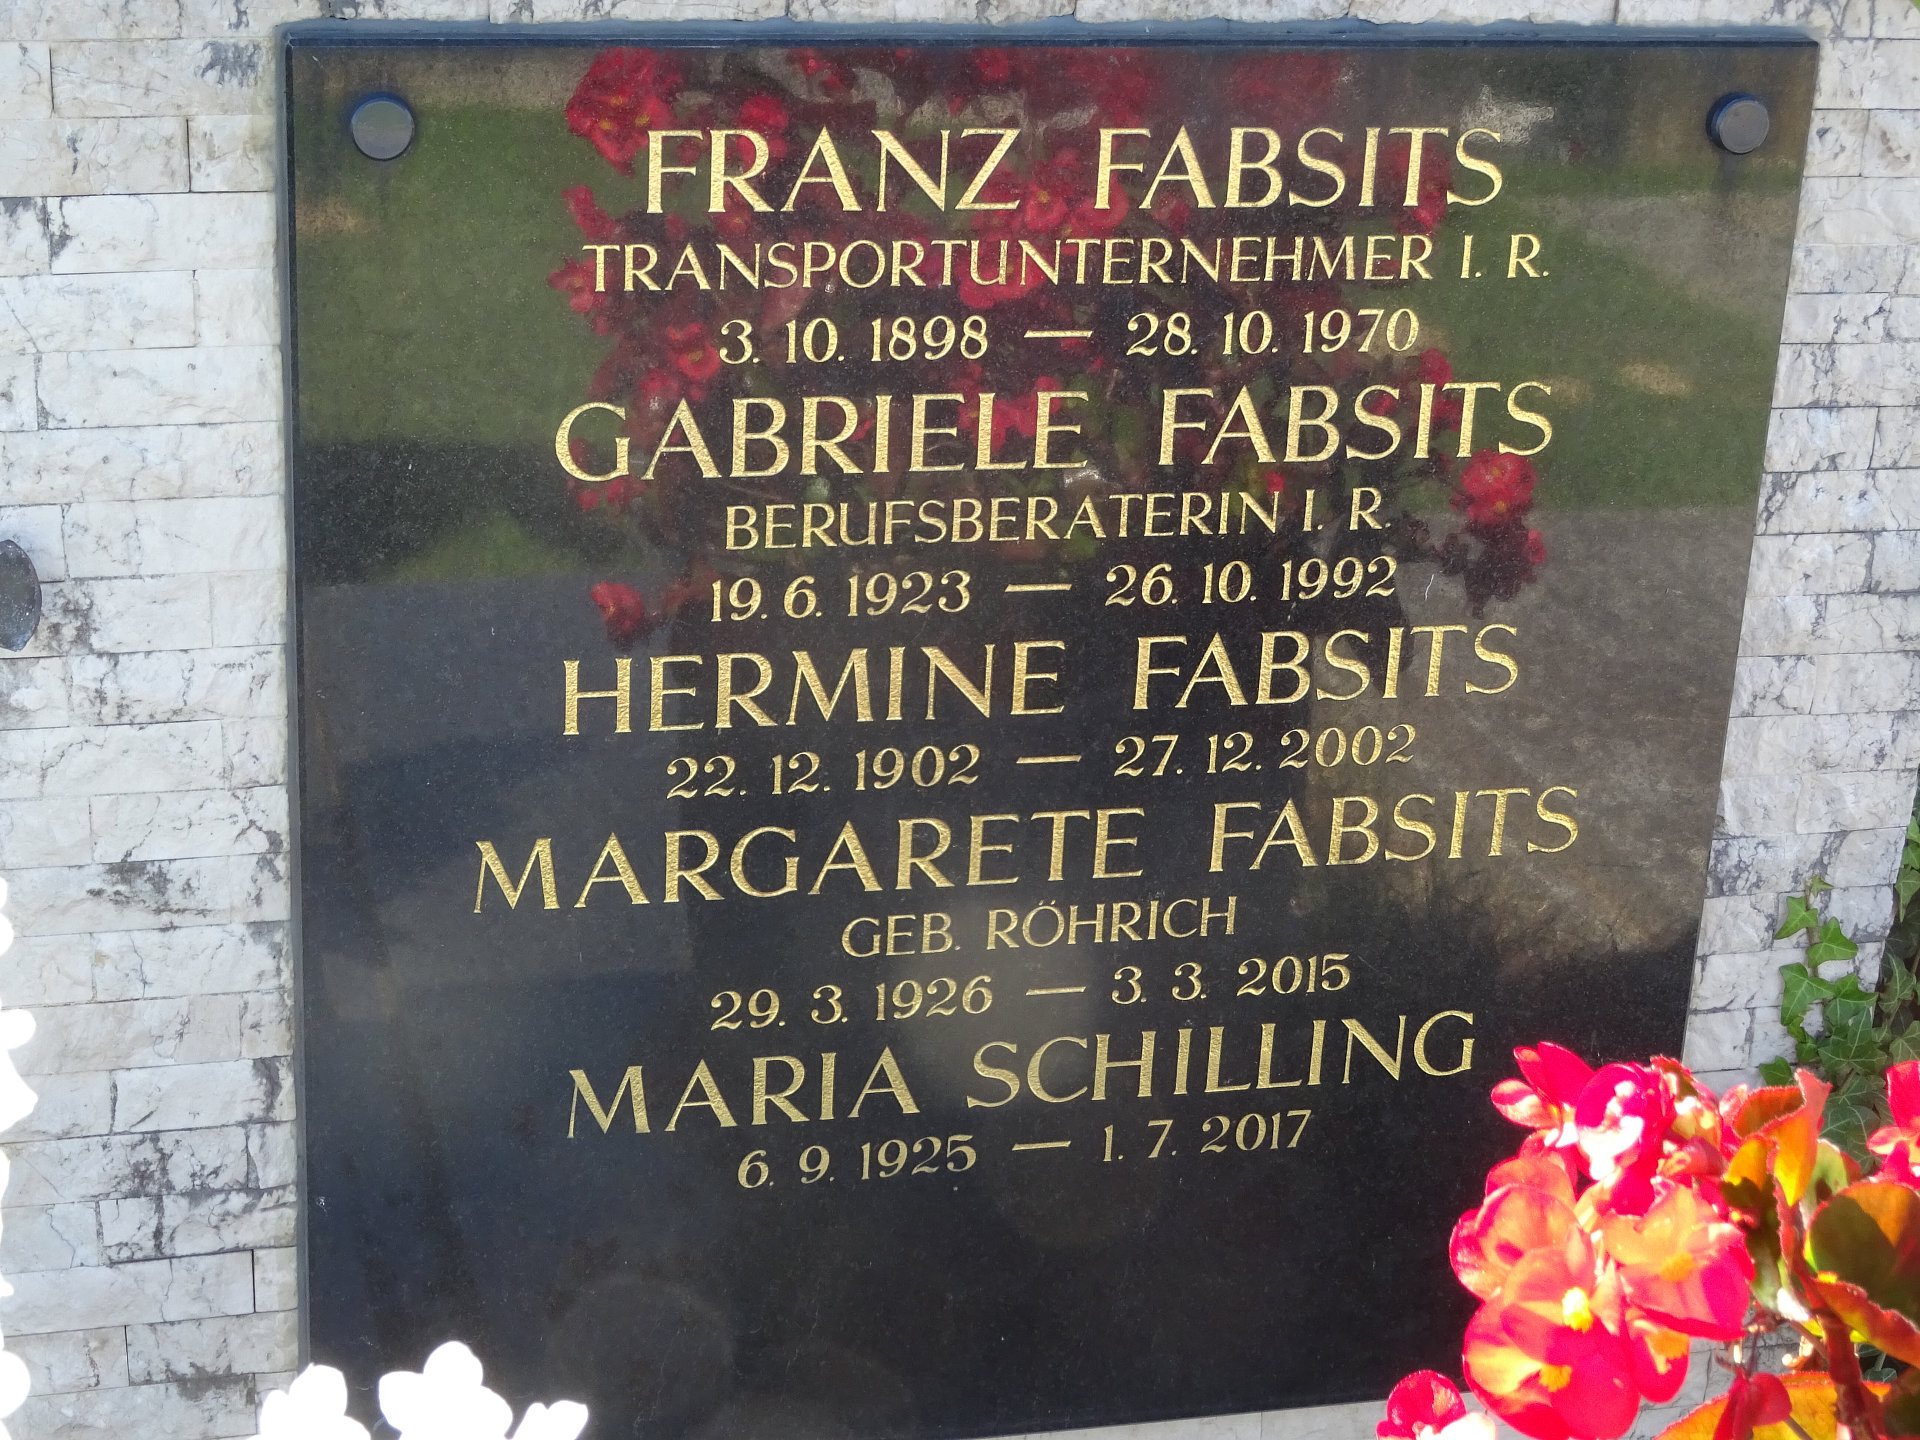 FRANZ FABSITS
TRANSPORTUNTERNEHMER I. R.
3. 10. 1898 — 28. 10. 1970
GABRIELE FABSITS
BERUFSBERATERIN I. R.
19. 6. 1923 — 26. 10. 1992
HERMINE FABSITS
22. 12. 1902 — 27. 12. 2002
MARGARETE FABSITS
GEB. RÖHRICH
29. 3. 1926 — 3. 3. 2015
MARIA SCHILLING
6. 9. 1925 — 1. 7. 2017